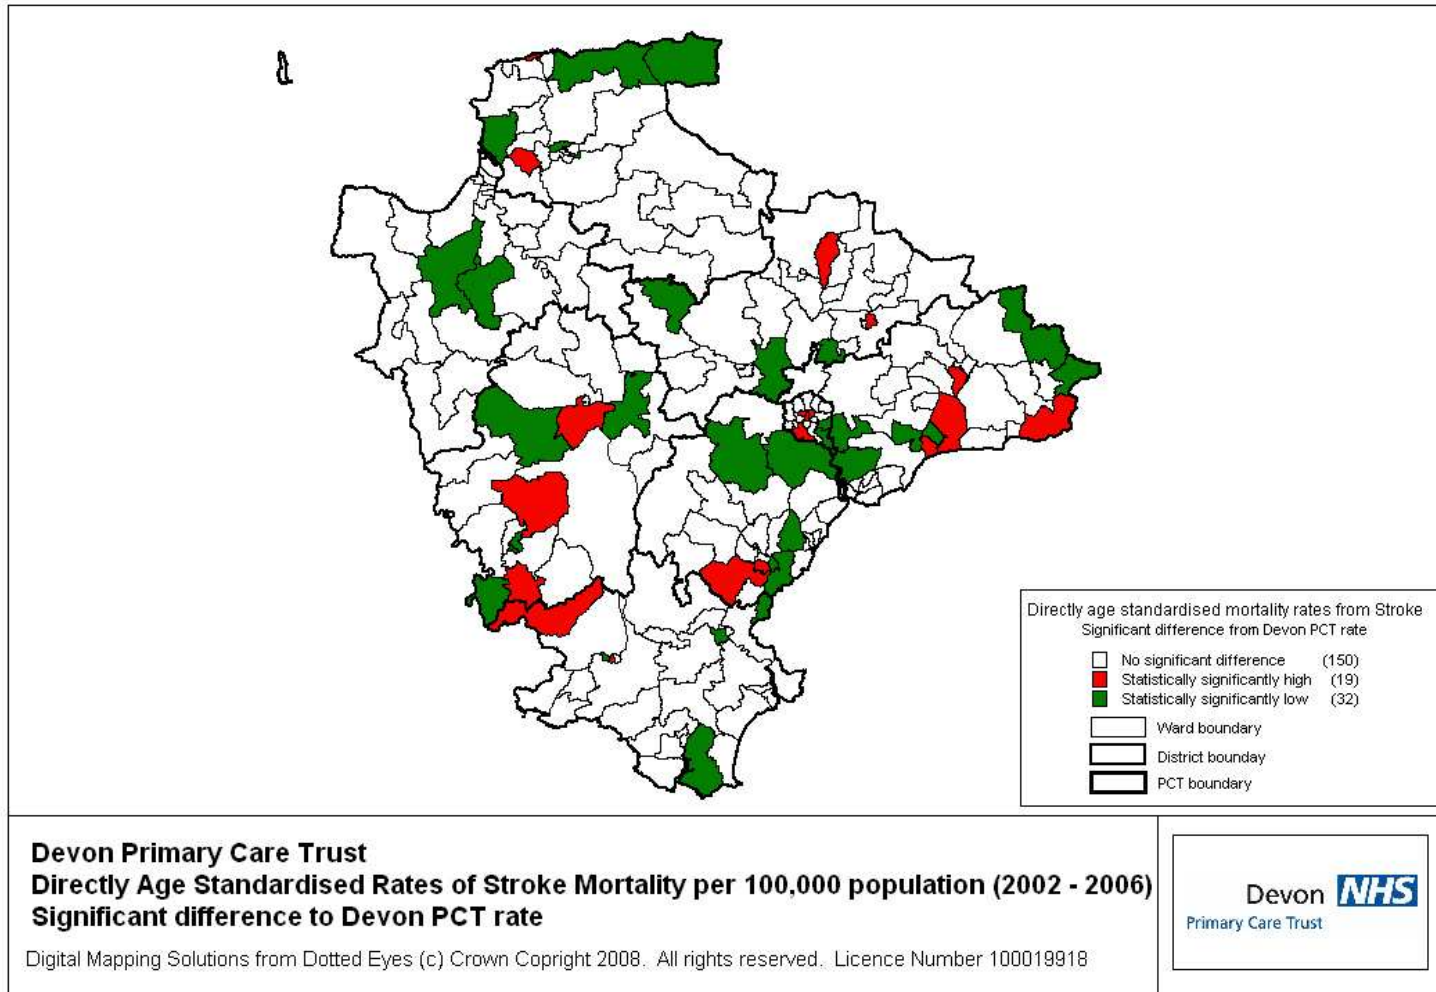 Directly age standardised mortality rates from Stroke
Significant difference from Devon PCT rate
No significant difference (150)
Statistically significantly high (19)
Statistically significantly low (32)
Ward boundary
District bounday
PCT boundary
Devon Primary Care Trust
Directly Age Standardised Rates of Stroke Mortality per 100,000 population (2002 - 2006)
Significant difference to Devon PCT rate
Digital Mapping Solutions from Dotted Eyes (c) Crown Copright 2008. All rights reserved. Licence Number 100019918
Devon NHS
Primary Care Trust